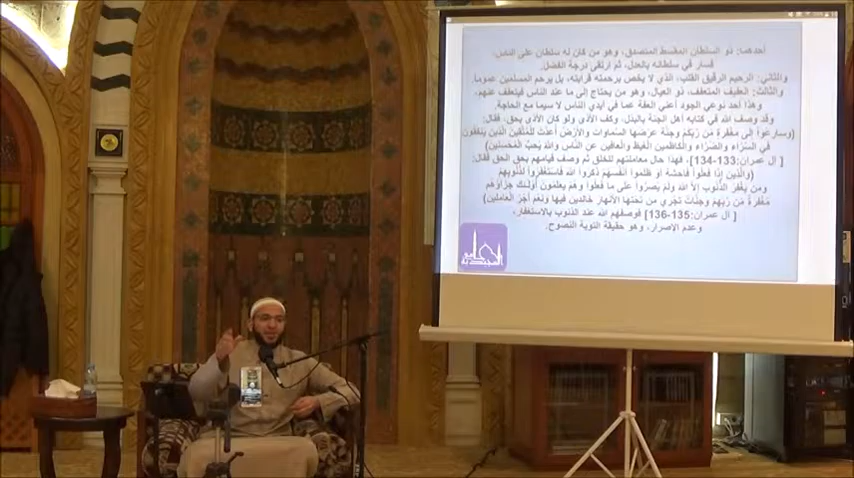 أحدهما: ذو السلطان المقسط المتصدق، وهو من كان له سلطان على الناس،
فسار في سلطانه بالعدل، ثم ارتقى درجة الفضل.
والثاني: الرحيم الرقيق القلب، الذي لا يخص برحمته قرابته، بل يرحم المسلمين عموما.
والثالث: العفيف المتعفف، ذو العيال، وهو من يحتاج إلى ما عند الناس فيتعفف عنهم،
وهذا أحد نوعي الجود أعني العفة عما في أيدي الناس لا سيما مع الحاجة.
وقد وصف الله في كتابه أهل الجنة بالبذل، وكف الأذى ولو كان الأذى بحق، فقال:
(وسارعوا إلى مغفرة من ربكم وجنة عرضها السماوات والأرض أعدت للمتقين الذين ينفقون
في السراء والضراء والكاظمين الغيظ والعافين عن الناس والله يحب المحسنين)
[آل عمران:133-134]، فهذا حال معاملتهم للخلق ثم وصف قيامهم بحق الحق فقال:
(والذين إذا فعلوا فاحشة أو ظلموا أنفسهم ذكروا الله فاستغفروا لذنوبهم
ومن يغفر الذنوب إلا الله ولم يصروا على ما فعلوا وهم يعلمون أولئك جزاؤهم
مغفرة من ربهم وجنات تجري من تحتها الأنهار خالدين فيها ونعم أجر العاملين)
[آل عمران:135-136] فوصفهم الله عند الذنوب بالاستغفار،
وعدم الإصرار، وهو حقيقة التوبة النصوح.